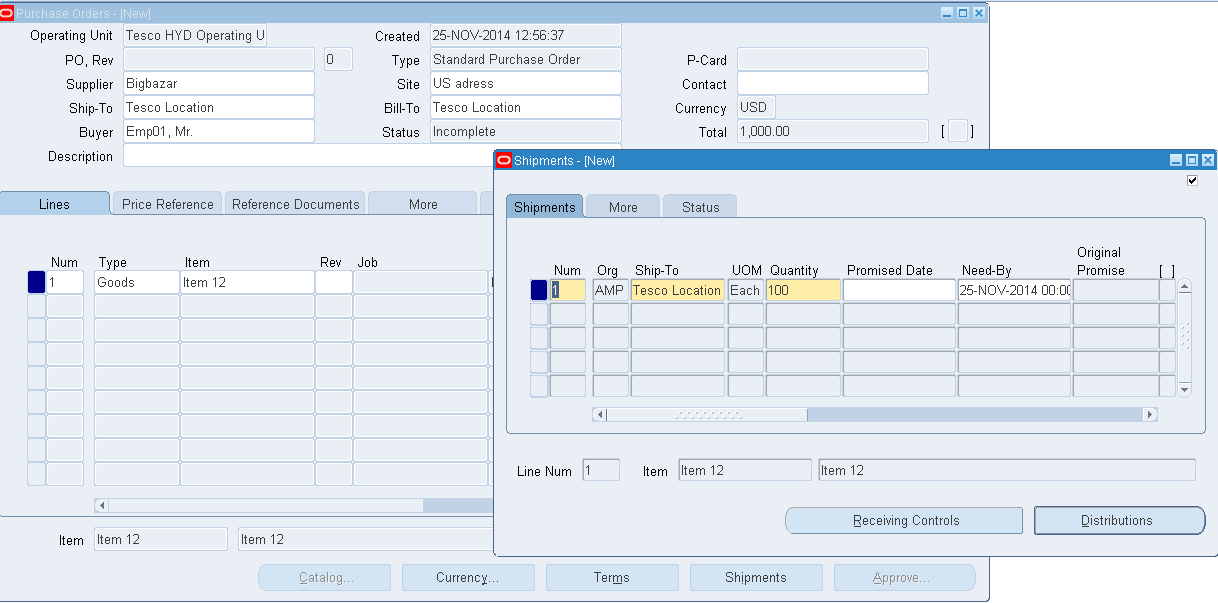 Purchase Orders - [New]
Operating Unit Tesco HYD Operating U Created 25-NOV-2014 12:56:37
PO, Rev 0 Type Standard Purchase Order P-Card
Supplier Bigbazar Site US adress Contact
Ship-To Tesco Location Bill-To Tesco Location Currency USD
Buyer Emp01, Mr. Status Incomplete Total 1,000.00 [ ]
Description
Lines Price Reference Reference Documents More
Num Type Item Rev Job
1 Goods Item 12
Item Item 12 Item 12
Catalog... Currency... Terms Shipments Approve...
Shipments - [New]
Shipments More Status
Original
Num Org Ship-To UOM Quantity Promised Date Need-By Promise [ ]
1 AMP Tesco Location Each 100 25-NOV-2014 00:00
Line Num 1 Item Item 12 Item 12
Receiving Controls Distributions